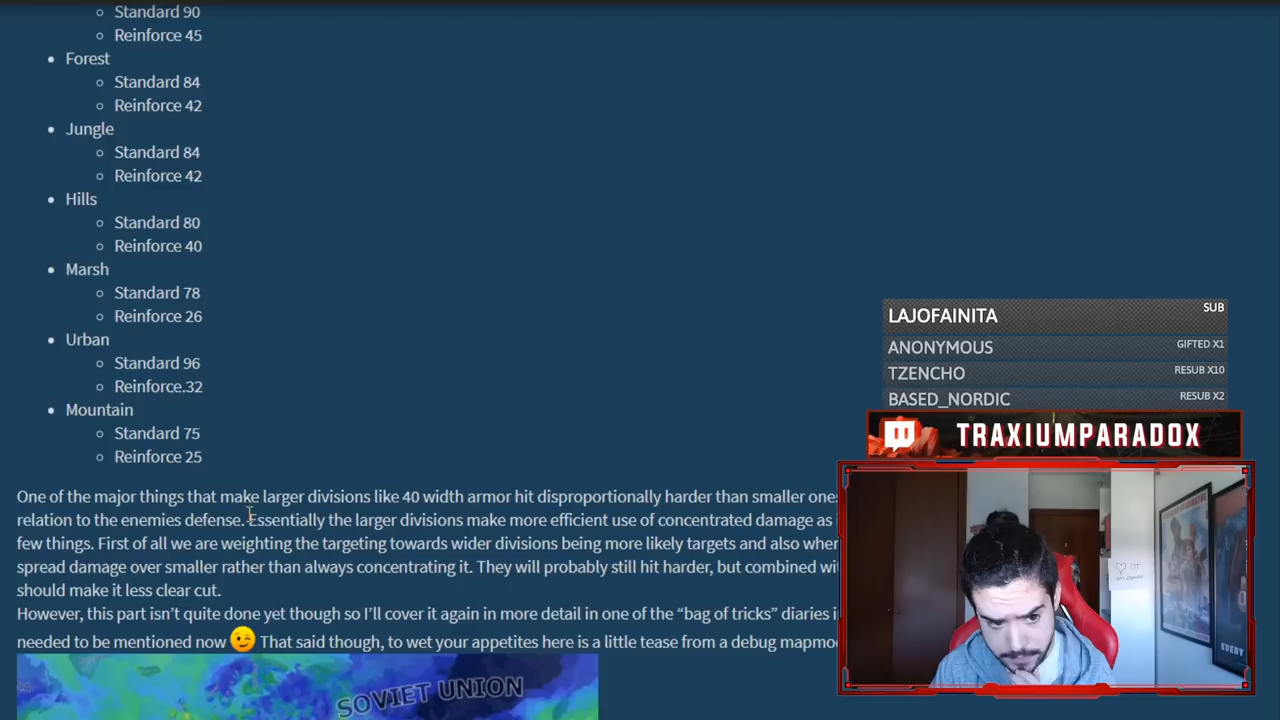 Standard 90
Reinforce 45
Forest
Standard 84
Reinforce 42
Jungle
Standard 84
Reinforce 42
Hills
Standard 80
Reinforce 40
Marsh
Standard 78
Reinforce 26
Urban
Standard 96
Reinforce.32
Mountain
Standard 75
Reinforce 25
One of the major things that make larger divisions like 40 width armor hit disproportionally harder than smaller ones
relation to the enemies defense. Essentially the larger divisions make more efficient use of concentrated damage as
few things. First of all we are weighting the targeting towards wider divisions being more likely targets and also when
spread damage over smaller rather than always concentrating it. They will probably still hit harder, but combined
should make it less clear cut.
However, this part isn't quite done yet though so I'll cover it again in more detail in one of the “bag of tricks” diaries
needed to be mentioned now 😉 That said though, to wet your appetites here is a little tease from a debug
SOVIET UNION
LAJOFAINITA SUB
ANONYMOUS GIFTED X1
TZENCHO RESUB X10
BASED_NORDIC RESUB X2
TRAXIUMPARADOX
EVERY